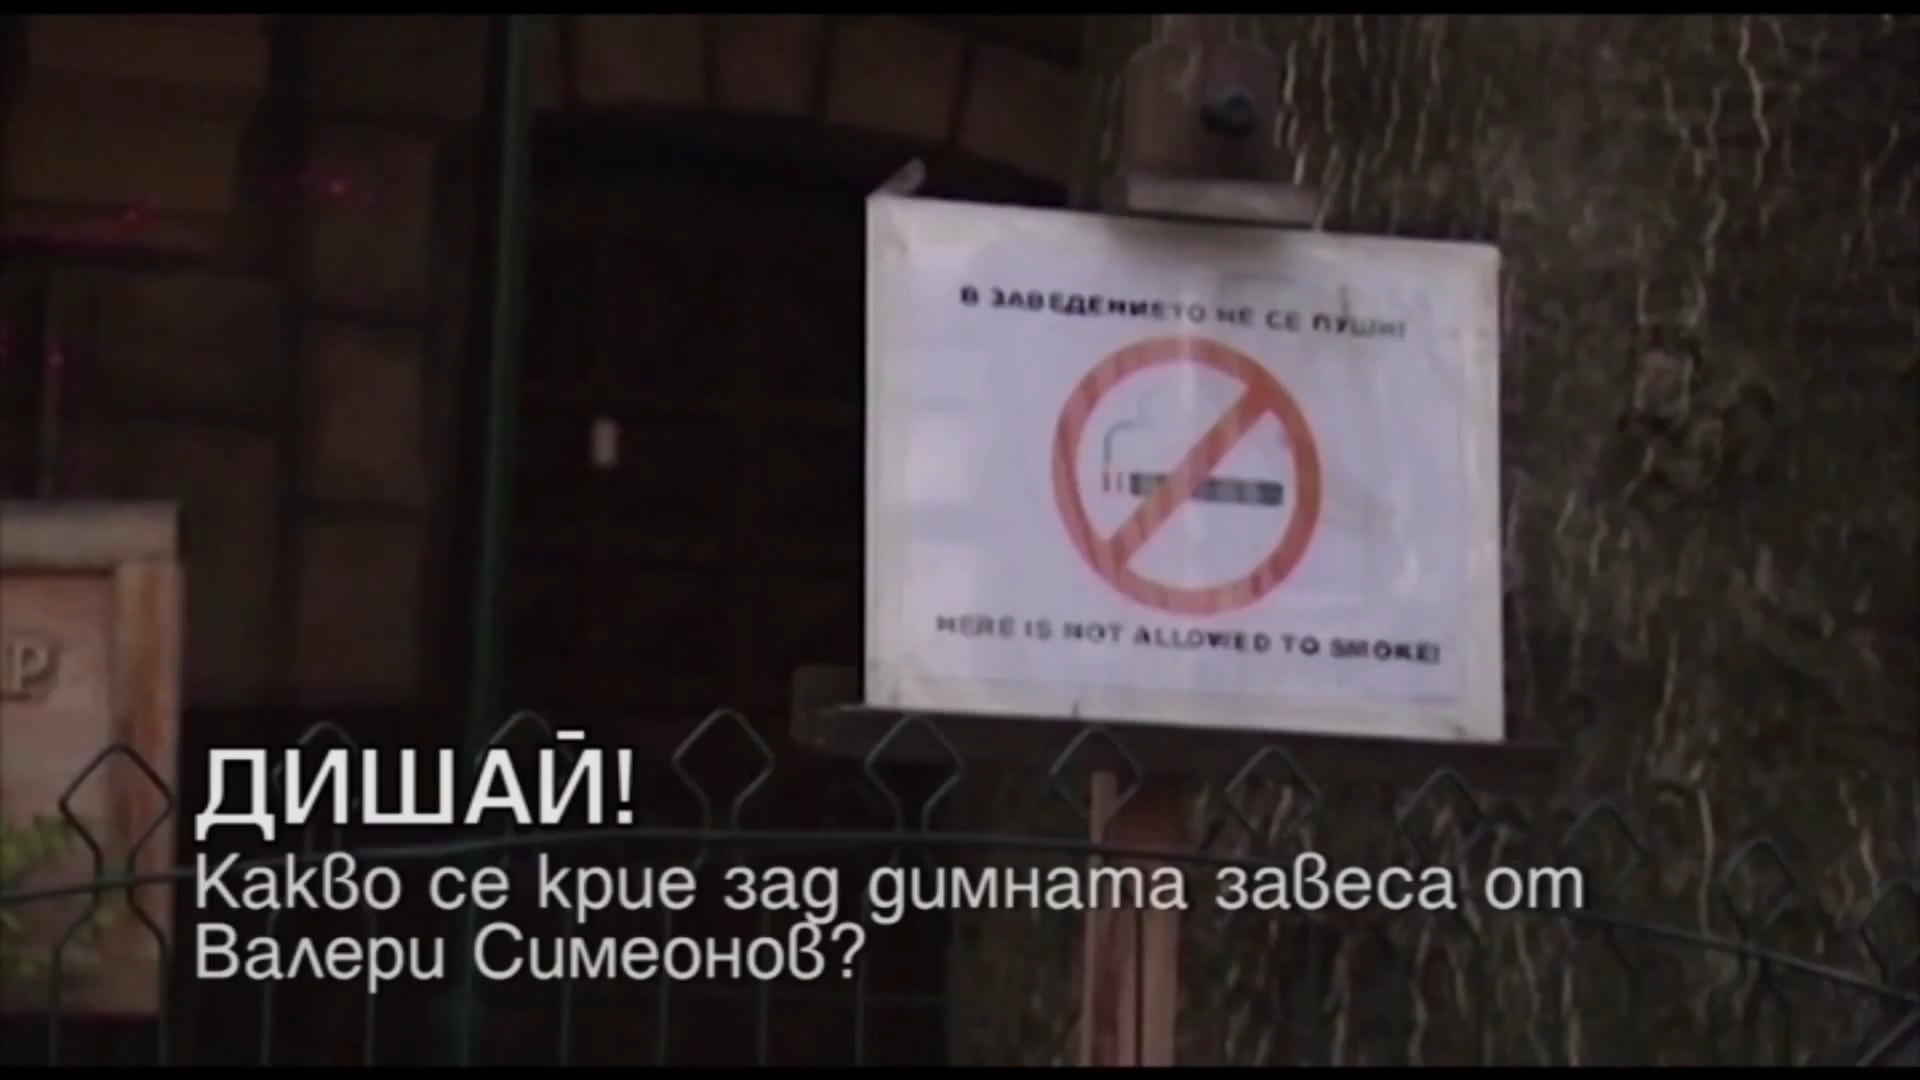 В ЗАВЕДЕНИЕТО НЕ СЕ ПУШИ!
HERE IS NOT ALLOWED TO SMOKE!
Р
ДИШАЙ!
Какво се крие зад димната завеса от
Валери Симеонов?